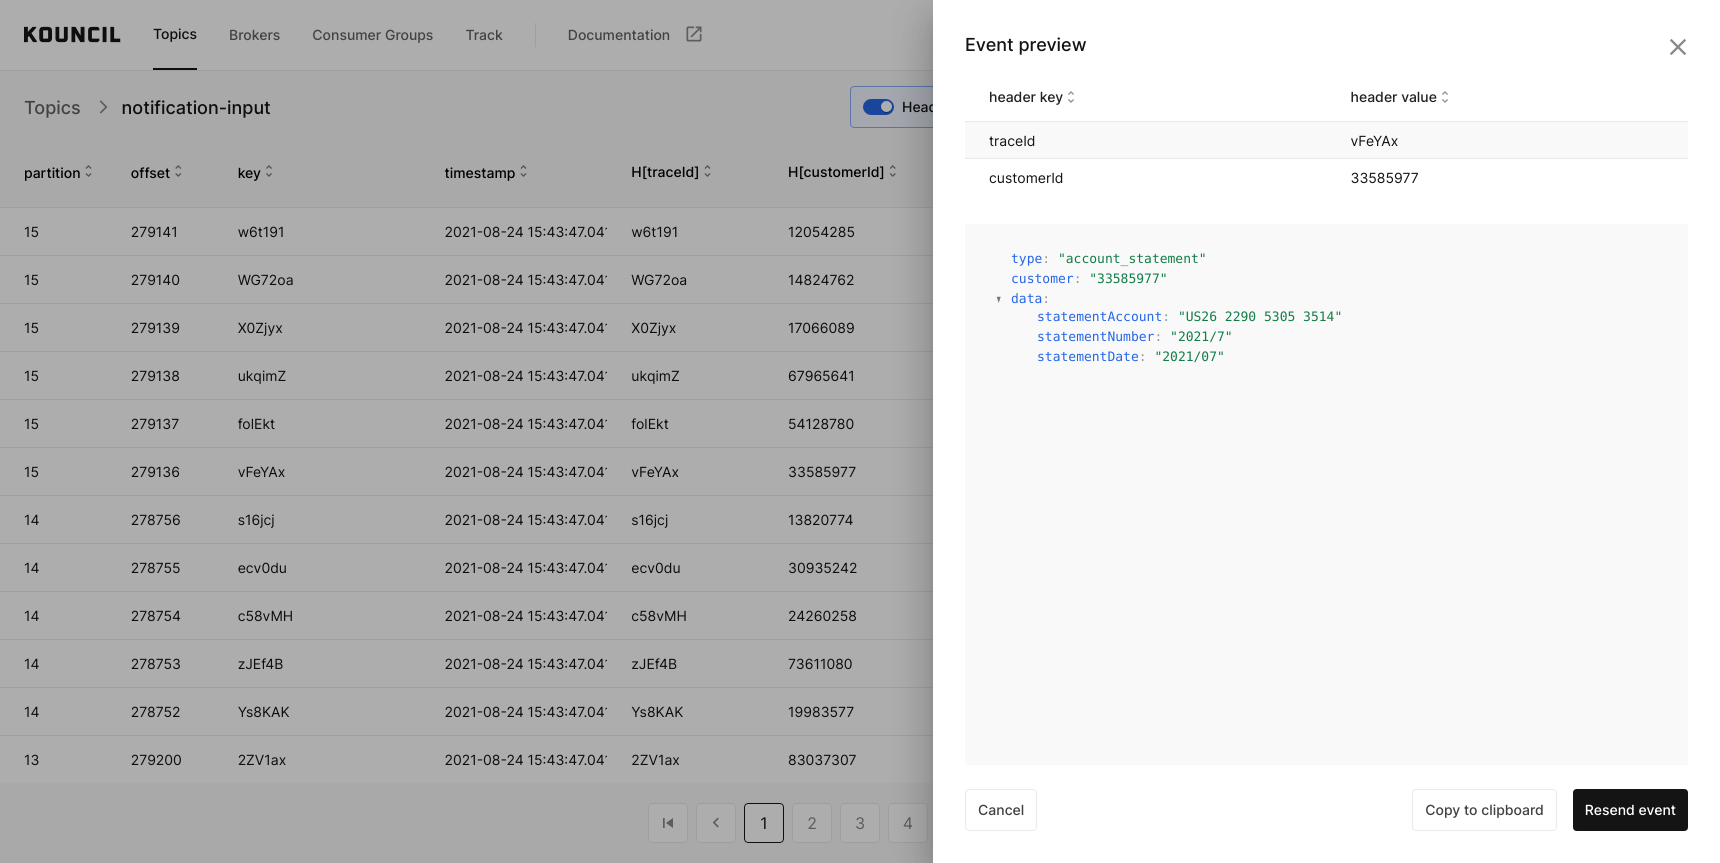 KOUNCIL Topics Brokers Consumer Groups Track Documentation
Topics > notification-input
partition offset key timestamp H[traceId] H[customerId]
15 279141 w6t191 2021-08-24 15:43:47.04 w6t191 12054285
15 279140 WG72oa 2021-08-24 15:43:47.04 WG72oa 14824762
15 279139 X0Zjyx 2021-08-24 15:43:47.04 X0Zjyx 17066089
15 279138 ukqimZ 2021-08-24 15:43:47.04 ukqimZ 67965641
15 279137 folEkt 2021-08-24 15:43:47.04 folEkt 54128780
15 279136 vFeYAx 2021-08-24 15:43:47.04 vFeYAx 33585977
14 278756 s16jcj 2021-08-24 15:43:47.04 s16jcj 13820774
14 278755 ecv0du 2021-08-24 15:43:47.04 ecv0du 30935242
14 278754 c58vMH 2021-08-24 15:43:47.04 c58vMH 24260258
14 278753 zJEf4B 2021-08-24 15:43:47.04 zJEf4B 73611080
14 278752 Ys8KAK 2021-08-24 15:43:47.04 Ys8KAK 19983577
13 279200 2ZV1ax 2021-08-24 15:43:47.04 2ZV1ax 83037307
1 2 3 4
Event preview
header key header value
traceId vFeYAx
customerId 33585977
type: "account_statement"
customer: "33585977"
data:
statementAccount: "US26 2290 5305 3514"
statementNumber: "2021/7"
statementDate: "2021/07"
Cancel Copy to clipboard Resend event